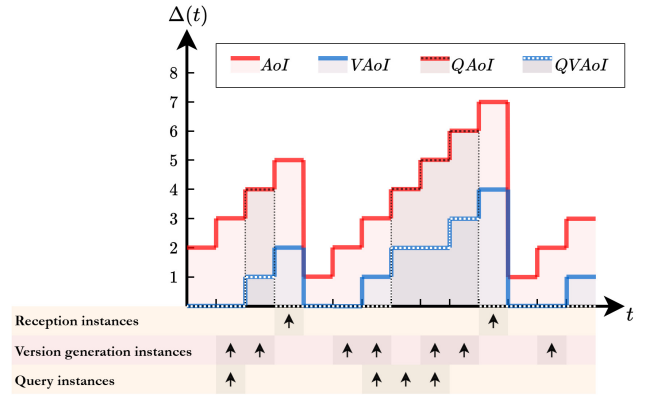 Δ(t)
AoI VAoI QAoI QVAoI
8
7
6
5
4
3
2
1
t
Reception instances
Version generation instances
Query instances